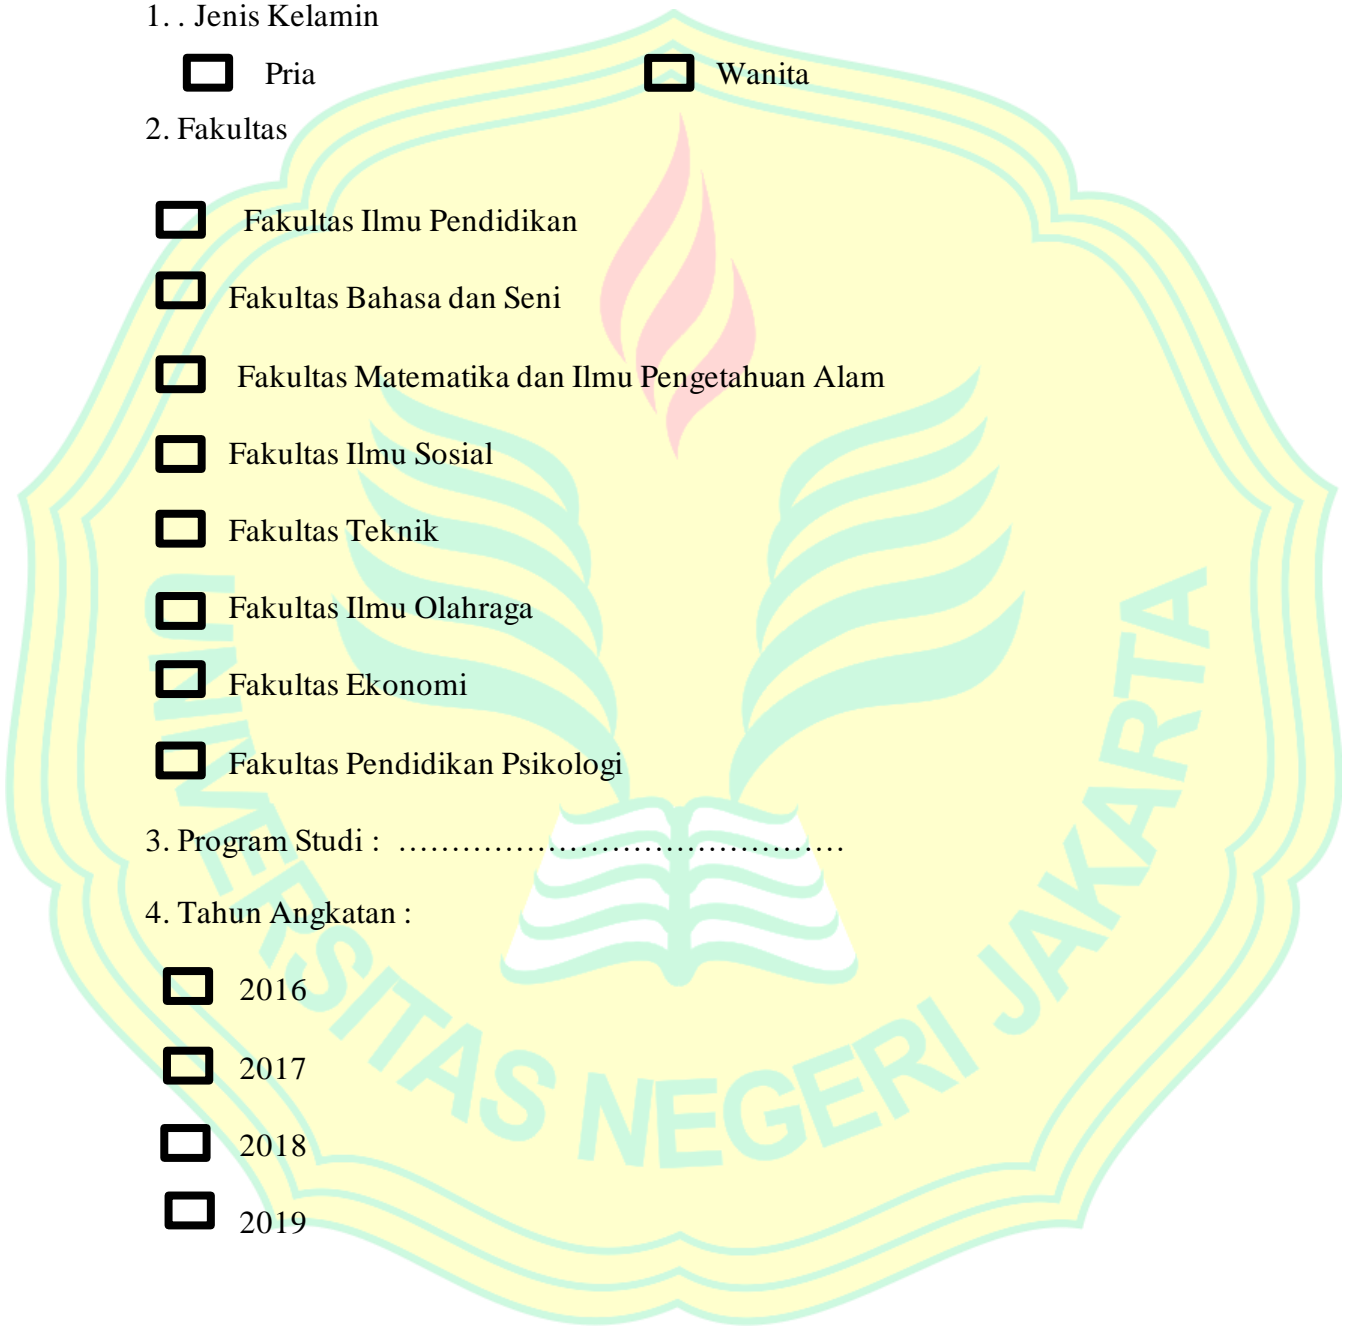 1. . Jenis Kelamin
Pria Wanita
2. Fakultas
Fakultas Ilmu Pendidikan
Fakultas Bahasa dan Seni
Fakultas Matematika dan Ilmu Pengetahuan Alam
Fakultas Ilmu Sosial
Fakultas Teknik
Fakultas Ilmu Olahraga
Fakultas Ekonomi
Fakultas Pendidikan Psikologi
3. Program Studi : ……………………………………
4. Tahun Angkatan :
2016
2017
2018
2019
UNIVERSITAS NEGERI JAKARTA